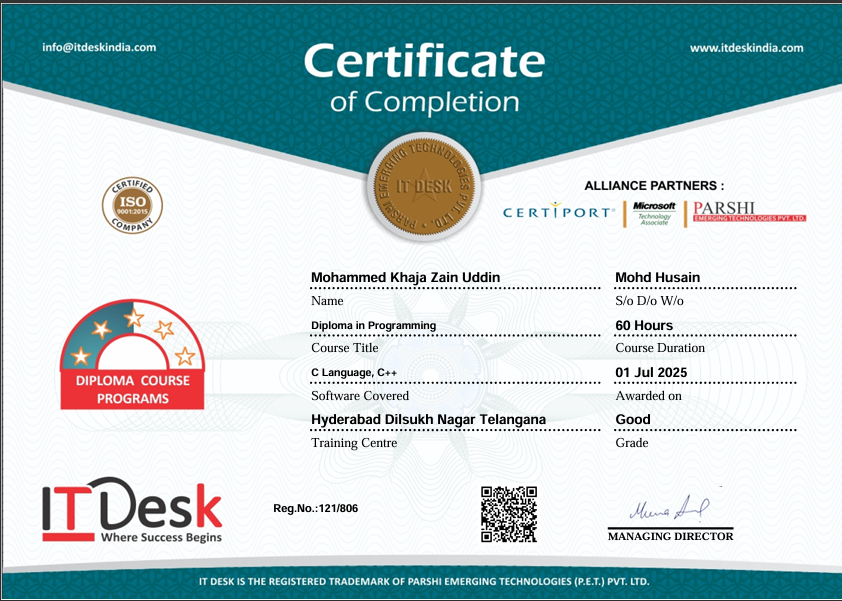 info@itdeskindia.com
www.itdeskindia.com
Certificate
of Completion
PARSHI EMERGING TECHNOLOGIES PVT. LTD.
IT DESK
CERTIFIED
ISO
9001:2015
COMPANY
ALLIANCE PARTNERS :
CERTIPORT
Microsoft
Technology
Associate
PARSHI
EMERGING TECHNOLOGIES PVT. LTD.
Mohammed Khaja Zain Uddin
Name
Mohd Husain
S/o D/o W/o
Diploma in Programming
Course Title
60 Hours
Course Duration
C Language, C++
Software Covered
01 Jul 2025
Awarded on
Hyderabad Dilsukh Nagar Telangana
Training Centre
Good
Grade
DIPLOMA COURSE
PROGRAMS
IT Desk
Where Success Begins
Reg.No.:121/806
MANAGING DIRECTOR
IT DESK IS THE REGISTERED TRADEMARK OF PARSHI EMERGING TECHNOLOGIES (P.E.T.) PVT. LTD.